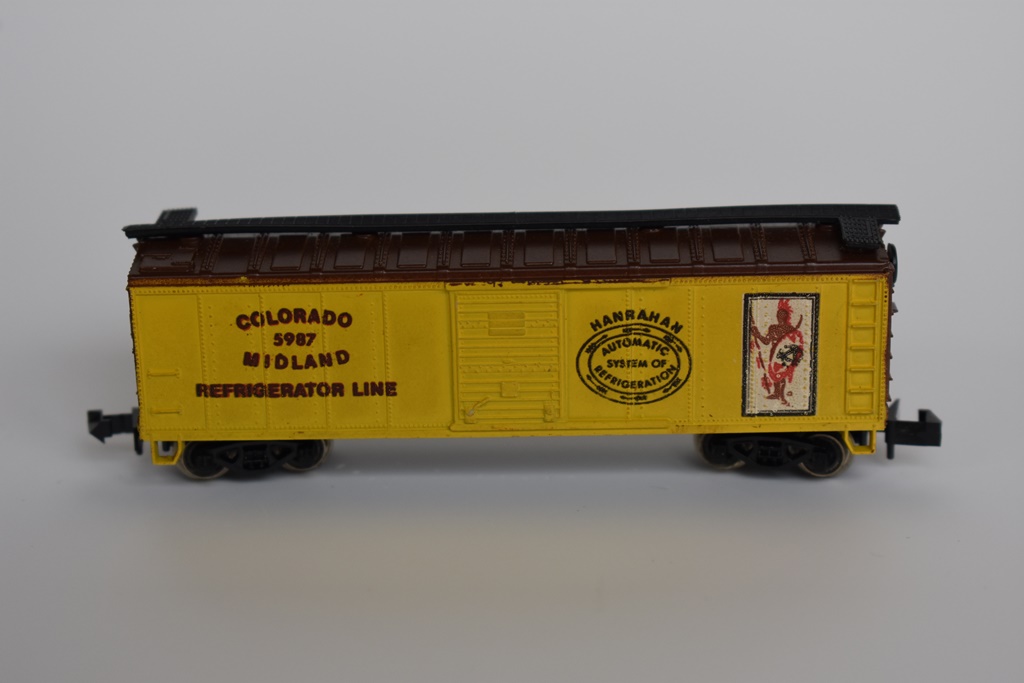 COLORADO
5987
MIDLAND
REFRIGERATOR LINE
HANRAHAN
AUTOMATIC
SYSTEM OF
REFRIGERATION